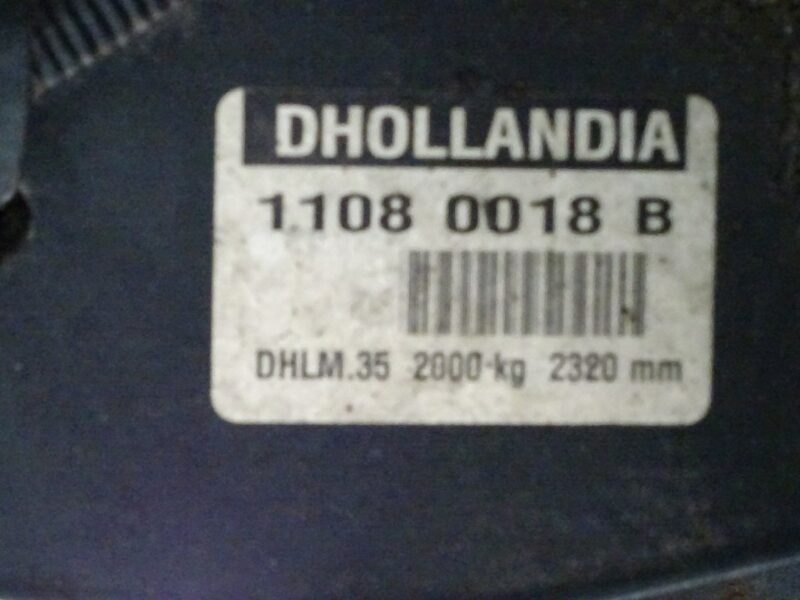 DHOLLANDIA
1108 0018 B
DHLM.35 2000 kg 2320 mm